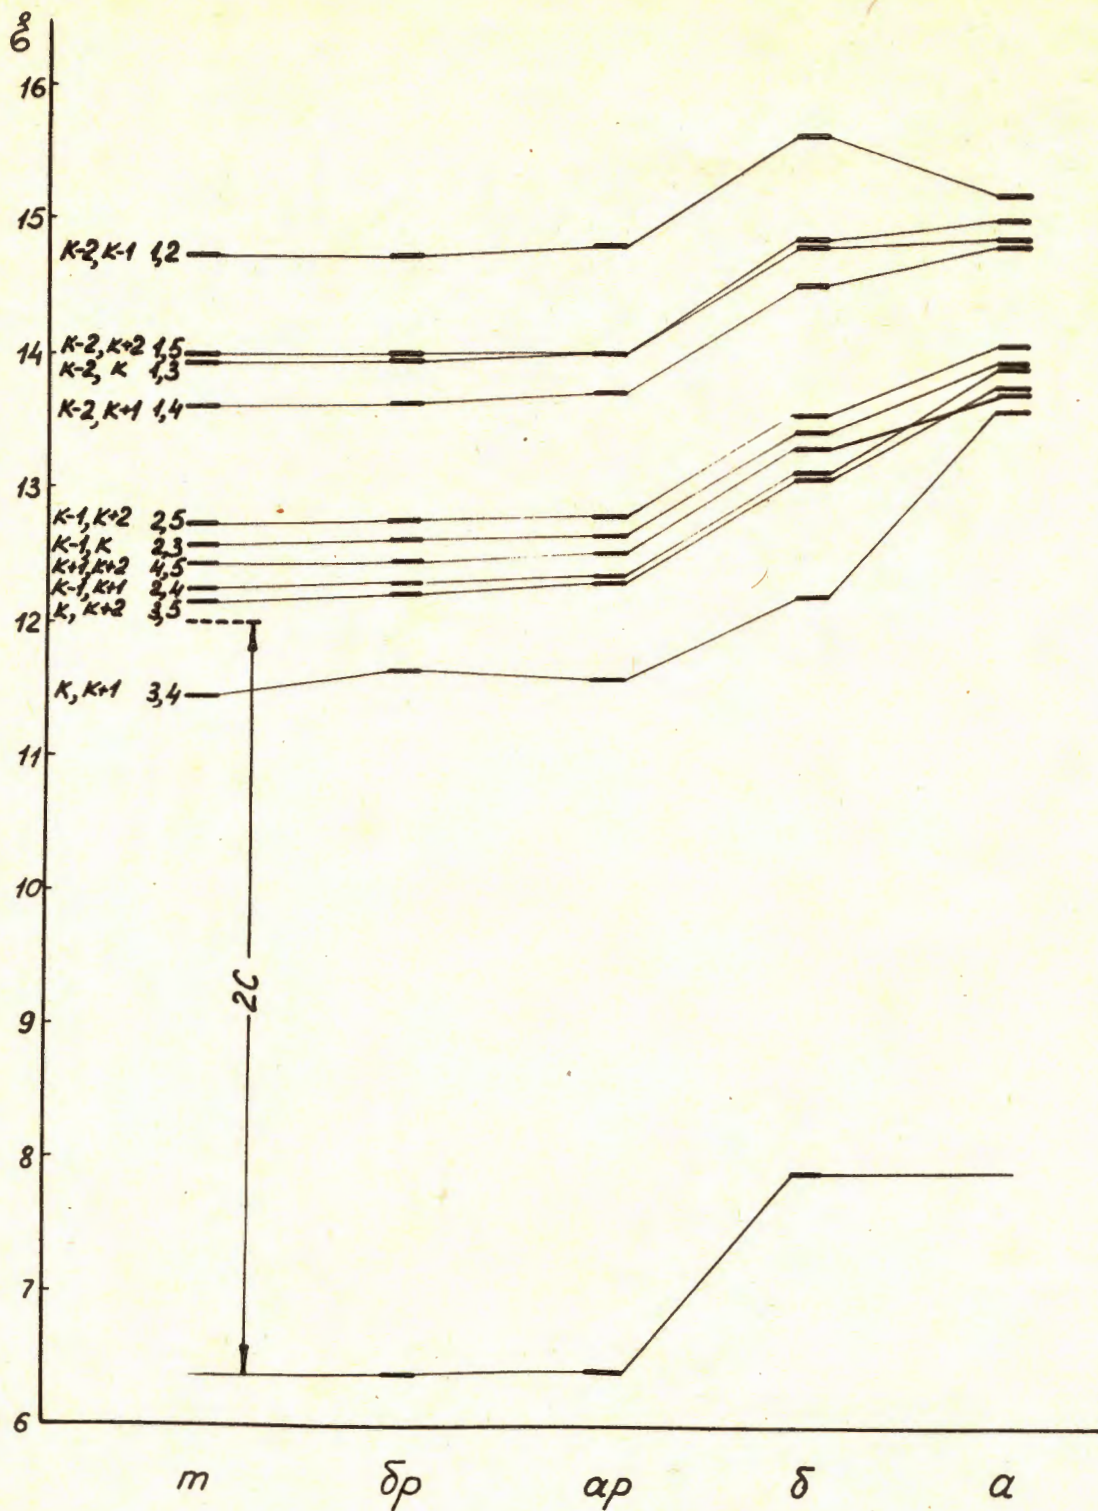 16
15
К-2, К-1 1,2
К-2, К+2 1,5
14
К-2, К 1,3
К-2, К+1 1,4
13
К-1, К+2 2,5
К-1, К 2,3
К+1, К+2 4,5
К-1, К+1 2,4
К, К+2 3,5
12
К, К+1 3,4
11
10
2C
9
8
7
6
т бр ар б а